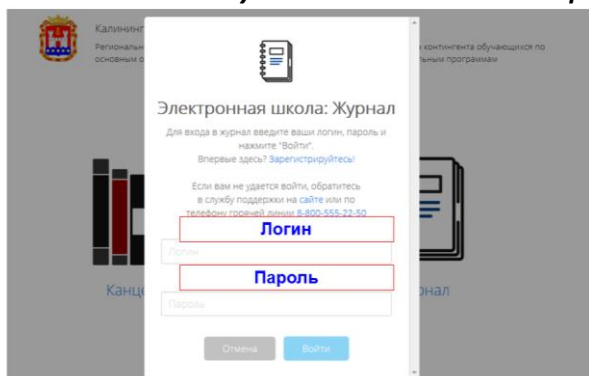 Калининг
Региональн
контингента обучающихся по
основным о
льным программам
Электронная школа: Журнал
Для входа в журнал введите ваши логин, пароль и
нажмите "Войти".
Впервые здесь? Зарегистрируйтесь!
Если вам не удается войти, обратитесь
в службу поддержки на сайте или по
телефону горячей линии 8-800-555-22-50
Логин
Логин
Пароль
Пароль
Канце
рнал
Отмена
Войти